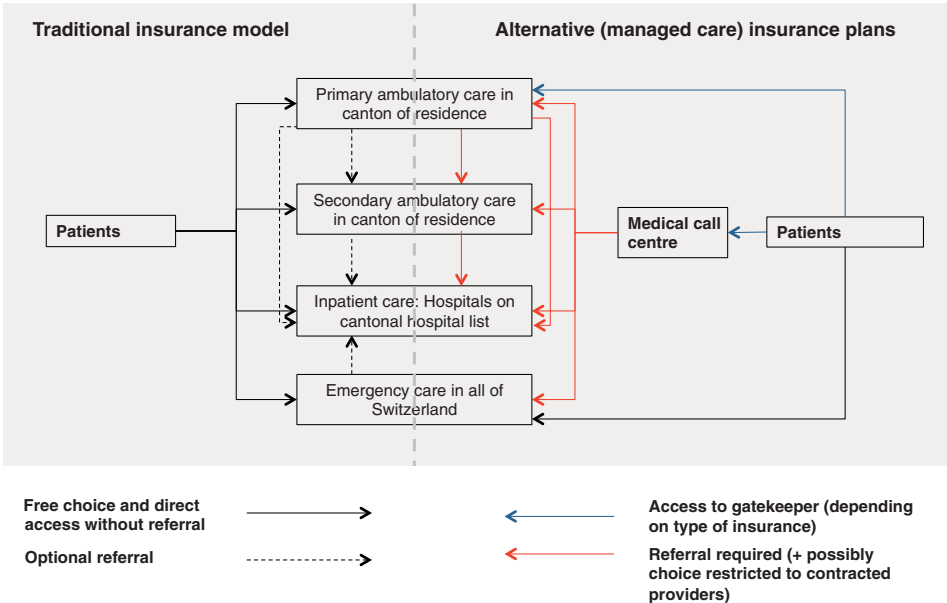 Traditional insurance model
Alternative (managed care) insurance plans
Primary ambulatory care in
canton of residence
Secondary ambulatory care
in canton of residence
Patients
Medical call
centre
Patients
Inpatient care: Hospitals on
cantonal hospital list
Emergency care in all of
Switzerland
Free choice and direct
access without referral
Optional referral
Access to gatekeeper (depending
on type of insurance)
Referral required (+ possibly
choice restricted to contracted
providers)